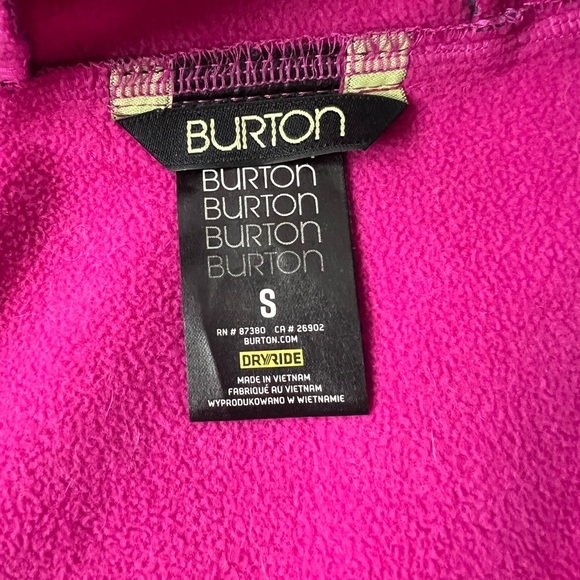 BURTON
BURTON
BURTON
BURTON
BURTON
S
RN # 87380 CA # 26902
BURTON.COM
DRYRIDE
MADE IN VIETNAM
FABRIQUÉ AU VIETNAM
WYPRODUKOWANO W WIETNAMIE